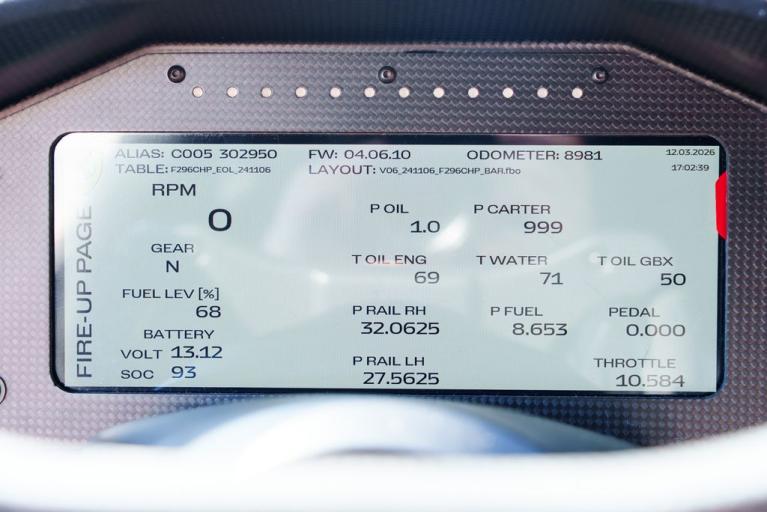 ALIAS: C005 302950 FW: 04.06.10 ODOMETER: 8981 12.03.2026
TABLE: F296CHP_EOL_241106 LAYOUT: V06_241106_F296CHP_BAR.fbo 17:02:39
FIRE-UP PAGE
RPM
0
P OIL P CARTER
1.0 999
GEAR
N
T OIL ENG T WATER T OIL GBX
69 71 50
FUEL LEV [%]
68
P RAIL RH P FUEL PEDAL
32.0625 8.653 0.000
BATTERY
VOLT 13.12
SOC 93
P RAIL LH THROTTLE
27.5625 10.584